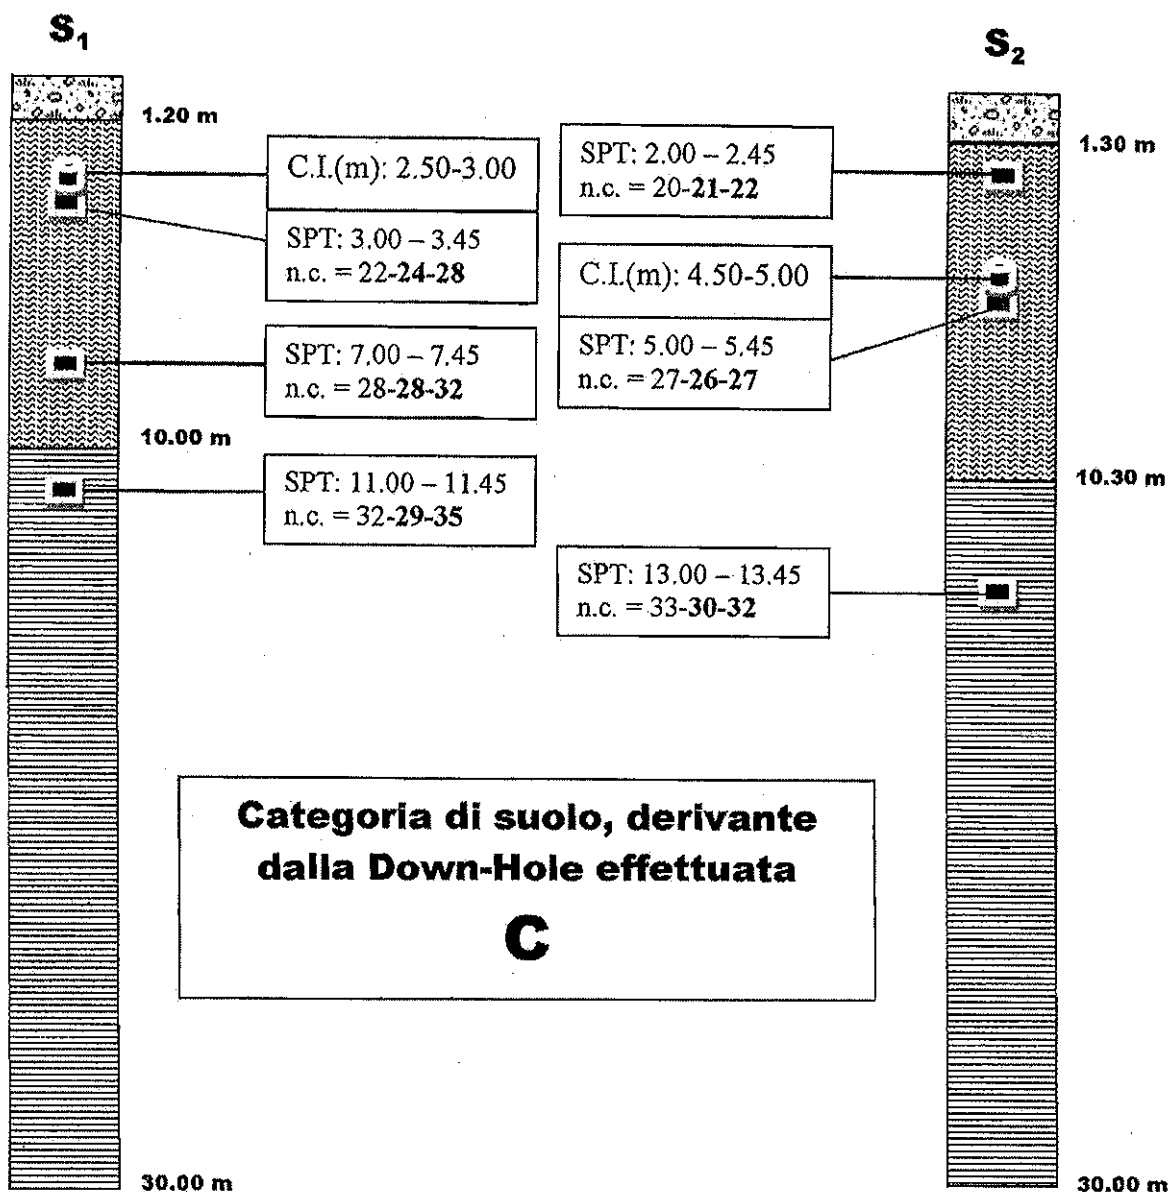 S₁
S₂
1.20 m
1.30 m
C.I.(m): 2.50-3.00
SPT: 3.00 – 3.45
n.c. = 22-24-28
SPT: 7.00 – 7.45
n.c. = 28-28-32
10.00 m
SPT: 11.00 – 11.45
n.c. = 32-29-35
SPT: 2.00 – 2.45
n.c. = 20-21-22
C.I.(m): 4.50-5.00
SPT: 5.00 – 5.45
n.c. = 27-26-27
10.30 m
SPT: 13.00 – 13.45
n.c. = 33-30-32
Categoria di suolo, derivante
dalla Down-Hole effettuata
C
30.00 m
30.00 m